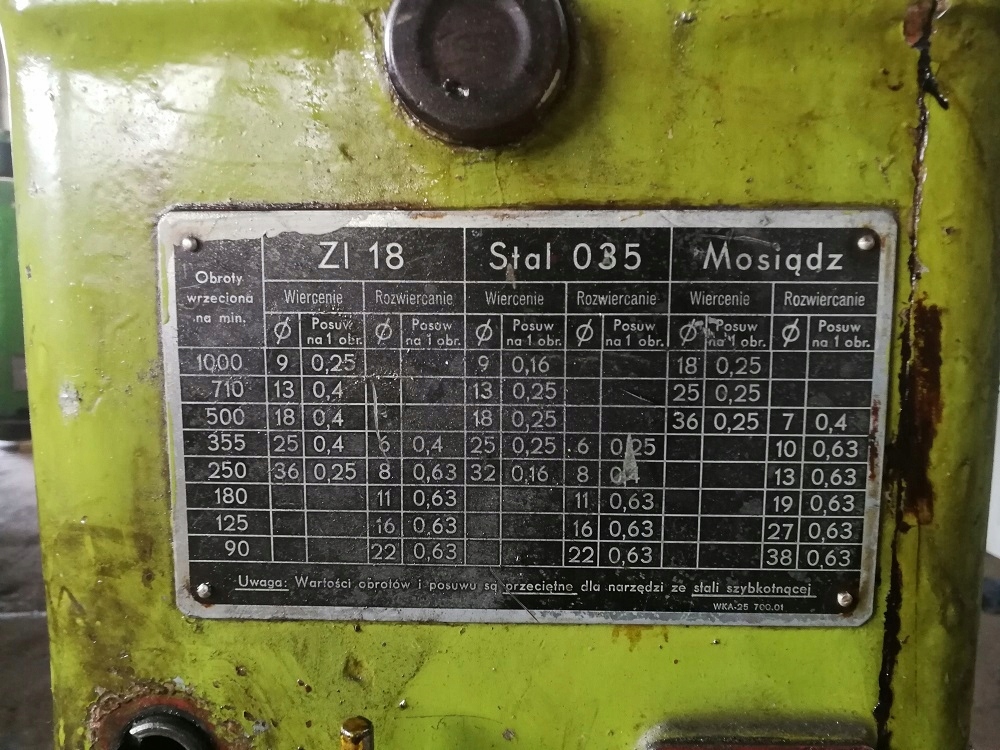 Zl 18 Stal 035 Mosiądz
Obroty wrzeciona na min.
Wiercenie Rozwiercanie Wiercenie Rozwiercanie Wiercenie Rozwiercanie
∅ Posuw na 1 obr. ∅ Posuw na 1 obr. ∅ Posuw na 1 obr. ∅ Posuw na 1 obr. ∅ Posuw na 1 obr. ∅ Posuw na 1 obr.
1000 9 0,25 9 0,16 18 0,25
710 13 0,4 13 0,25 25 0,25
500 18 0,4 18 0,25 36 0,25 7 0,4
355 25 0,4 6 0,4 25 0,25 6 0,25 10 0,63
250 36 0,25 8 0,63 32 0,16 8 0,4 13 0,63
180 11 0,63 11 0,63 19 0,63
125 16 0,63 16 0,63 27 0,63
90 22 0,63 22 0,63 38 0,63
Uwaga: Wartości obrotów i posuwu są przeciętne dla narzędzi ze stali szybkotnącej
WKA-25 700.01